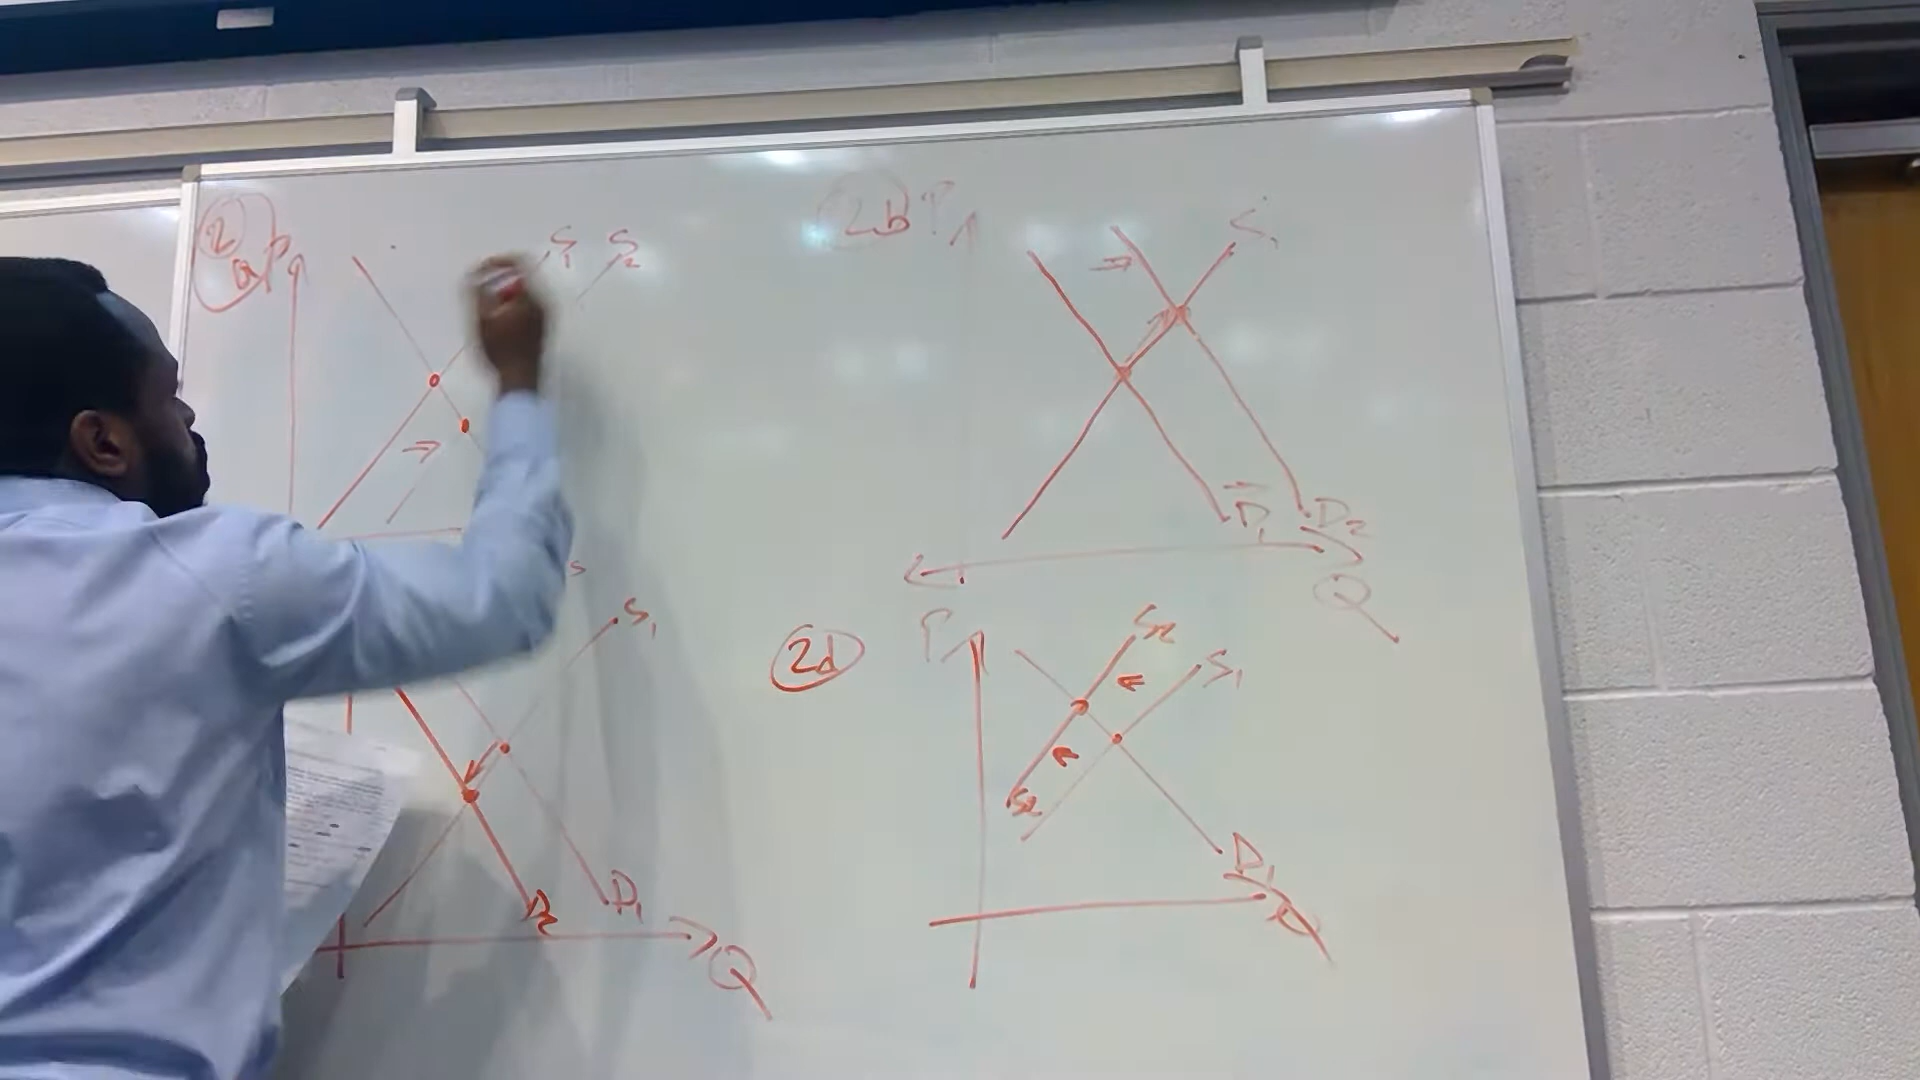 2a P S1 S2
2b P S1
D1 D2
Q
S
S1
D2 D1
Q
2d P S2 S1
S2
D1
Q